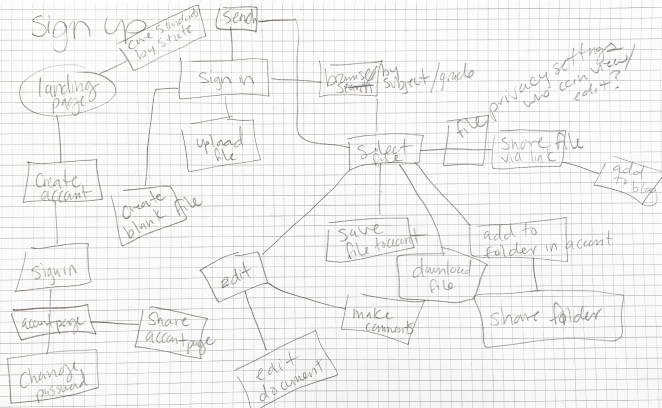 Sign up
core standards
by state
Search
landing
page
Sign in
browse
by
subject/grade
file privacy settings
who can view/
edit?
upload
file
Select
file
Share file
via link
add
to blog
Create
account
Create
blank file
Save
file to account
add to
folder in account
Sign in
edit
download
file
account page
Share
account page
make
comments
share folder
Change
password
edit
document